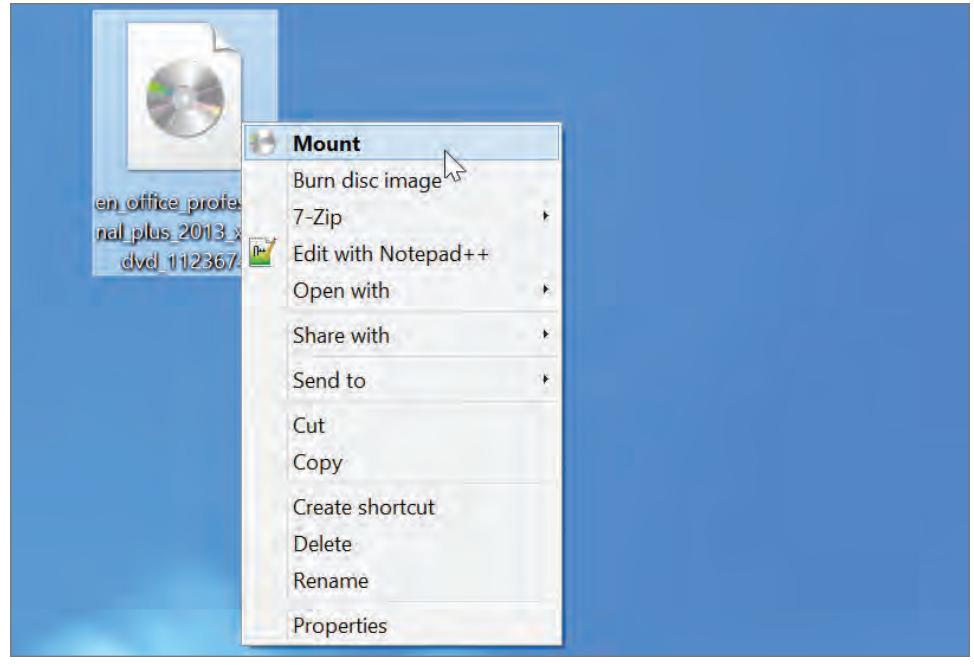 en_office_profes
nal_plus_2013_x
dvd_1123674
Mount
Burn disc image
7-Zip
Edit with Notepad++
Open with
Share with
Send to
Cut
Copy
Create shortcut
Delete
Rename
Properties